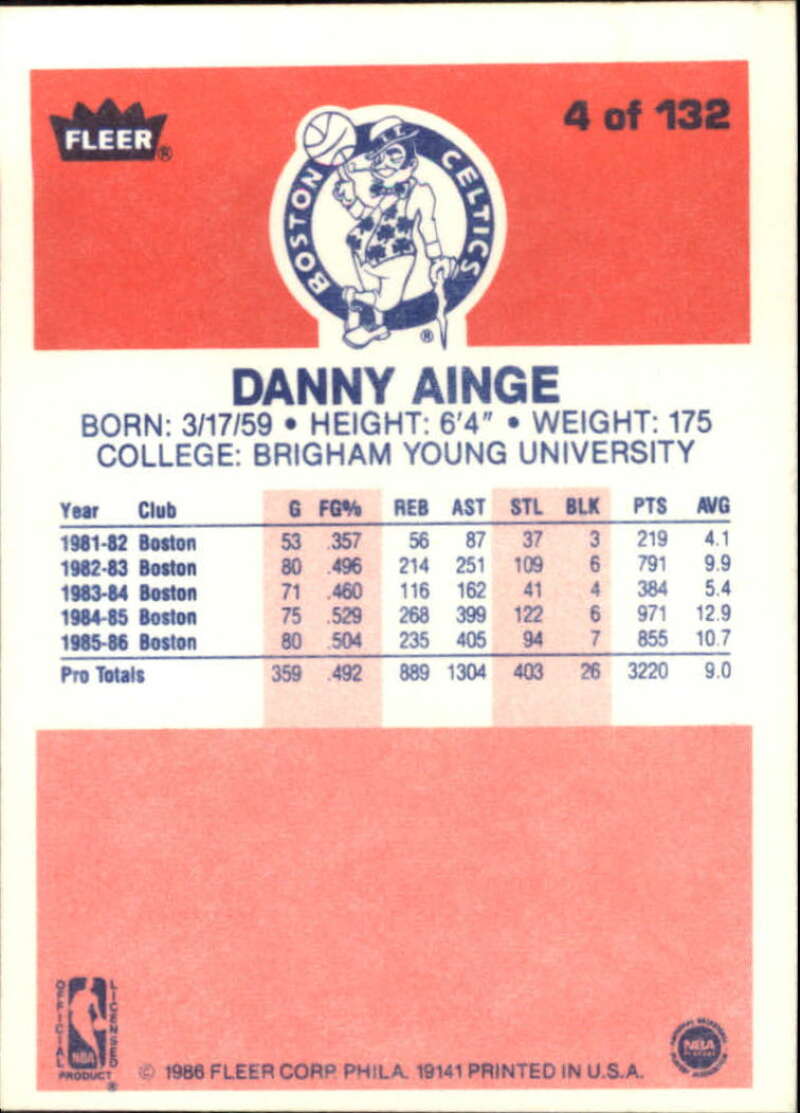 FLEER®
4 of 132
BOSTON CELTICS
®
DANNY AINGE
BORN: 3/17/59 • HEIGHT: 6'4" • WEIGHT: 175
COLLEGE: BRIGHAM YOUNG UNIVERSITY
Year Club G FG% REB AST STL BLK PTS AVG
1981-82 Boston 53 .357 56 87 37 3 219 4.1
1982-83 Boston 80 .496 214 251 109 6 791 9.9
1983-84 Boston 71 .460 116 162 41 4 384 5.4
1984-85 Boston 75 .529 268 399 122 6 971 12.9
1985-86 Boston 80 .504 235 405 94 7 855 10.7
Pro Totals 359 .492 889 1304 403 26 3220 9.0
OFFICIAL LICENSED
NBA
PRODUCT ®
© 1986 FLEER CORP. PHILA. 19141 PRINTED IN U.S.A.
NBA
PLAYERS